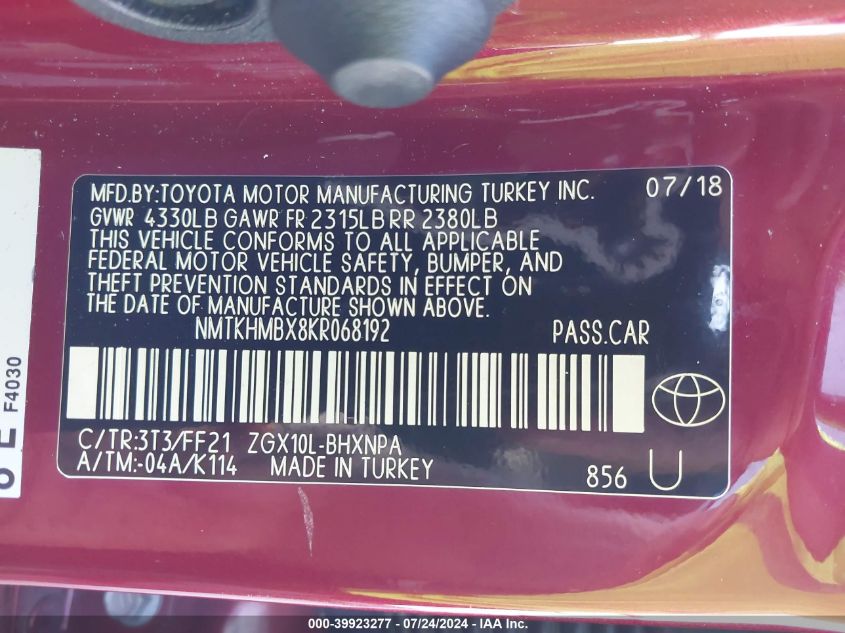 MFD.BY:TOYOTA MOTOR MANUFACTURING TURKEY INC. 07/18
GVWR 4330LB GAWR FR 2315LB RR 2380LB
THIS VEHICLE CONFORMS TO ALL APPLICABLE
FEDERAL MOTOR VEHICLE SAFETY, BUMPER, AND
THEFT PREVENTION STANDARDS IN EFFECT ON
THE DATE OF MANUFACTURE SHOWN ABOVE.
NMTKHMBX8KR068192 PASS.CAR
C/TR:3T3/FF21 ZGX10L-BHXNPA
A/TM:-04A/K114 MADE IN TURKEY 856 U
F4030
000-39923277 - 07/24/2024 - IAA Inc.